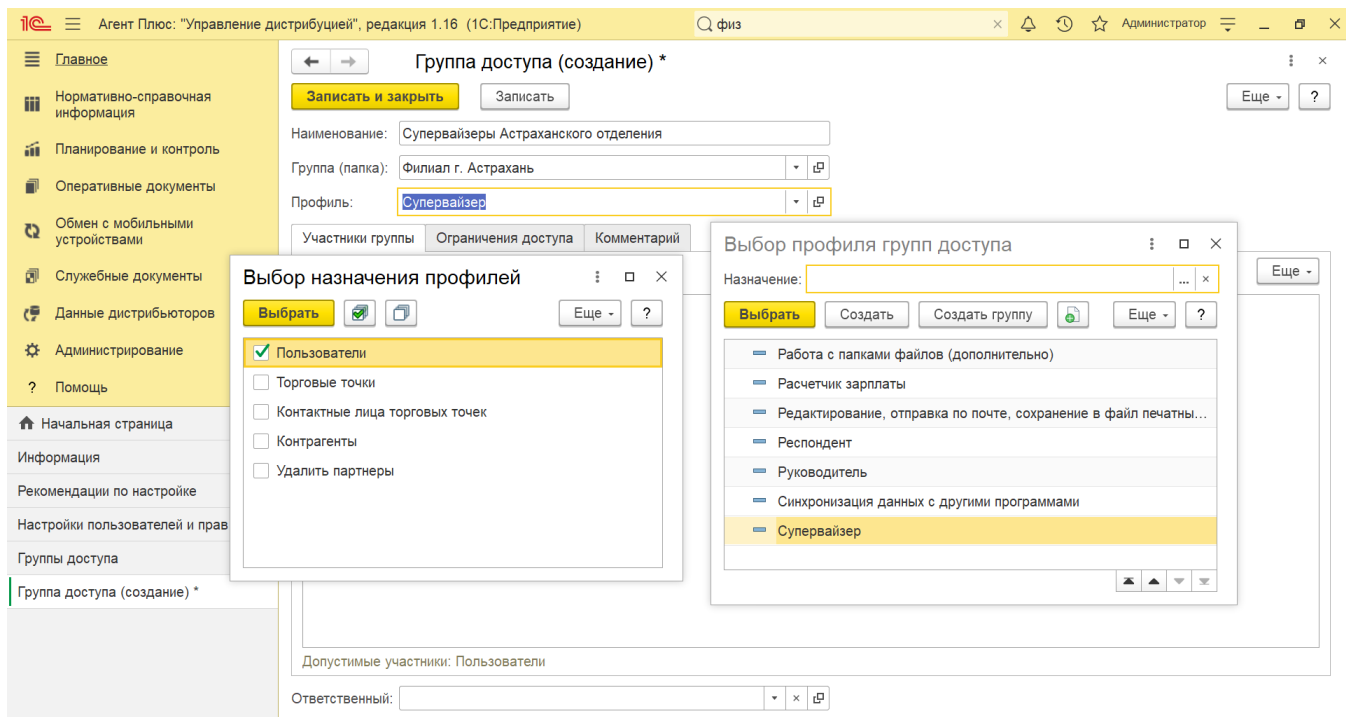 Агент Плюс: "Управление дистрибуцией", редакция 1.16 (1С:Предприятие)
физ
Администратор
Главное
Нормативно-справочная
информация
Планирование и контроль
Оперативные документы
Обмен с мобильными
устройствами
Служебные документы
Данные дистрибьюторов
Администрирование
? Помощь
Начальная страница
Информация
Рекомендации по настройке
Настройки пользователей и прав
Группы доступа
Группа доступа (создание) *
Группа доступа (создание) *
Записать и закрыть
Записать
Еще
?
Наименование: Супервайзеры Астраханского отделения
Группа (папка): Филиал г. Астрахань
Профиль: Супервайзер
Участники группы
Ограничения доступа
Комментарий
Еще
Выбор назначения профилей
Выбрать
Еще
?
Пользователи
Торговые точки
Контактные лица торговых точек
Контрагенты
Удалить партнеры
Выбор профиля групп доступа
Назначение:
...
Выбрать
Создать
Создать группу
Еще
?
Работа с папками файлов (дополнительно)
Расчетчик зарплаты
Редактирование, отправка по почте, сохранение в файл печатны...
Респондент
Руководитель
Синхронизация данных с другими программами
Супервайзер
Допустимые участники: Пользователи
Ответственный: